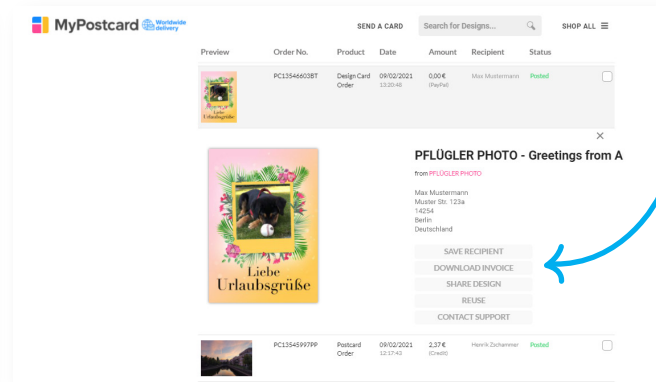 MyPostcard Worldwide delivery
SEND A CARD Search for Designs... SHOP ALL
Preview Order No. Product Date Amount Recipient Status
PC13546603BT Design Card Order 09/02/2021 13:20:48 0,00 € (PayPal) Max Mustermann Posted
Liebe
Urlaubsgrüße
PFLÜGLER PHOTO - Greetings from A
from PFLÜGLER PHOTO
Max Mustermann
Muster Str. 123a
14254
Berlin
Deutschland
SAVE RECIPIENT
DOWNLOAD INVOICE
SHARE DESIGN
REUSE
CONTACT SUPPORT
Liebe
Urlaubsgrüße
PC13545997PP Postcard Order 09/02/2021 12:17:43 2,37 € (Credit) Henrik Zschammer Posted